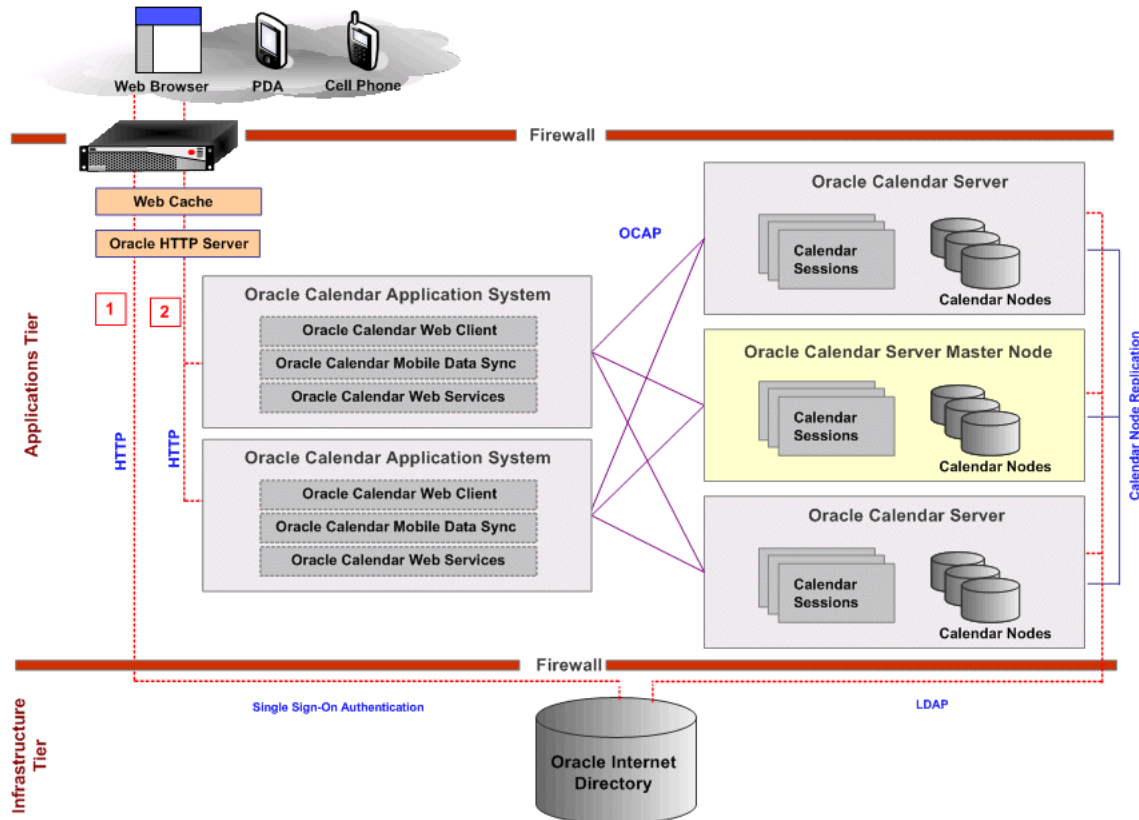 Web Browser
PDA
Cell Phone
Firewall
Web Cache
Oracle HTTP Server
1
2
HTTP
HTTP
Applications Tier
Oracle Calendar Application System
Oracle Calendar Web Client
Oracle Calendar Mobile Data Sync
Oracle Calendar Web Services
Oracle Calendar Application System
Oracle Calendar Web Client
Oracle Calendar Mobile Data Sync
Oracle Calendar Web Services
OCAP
Oracle Calendar Server
Calendar
Sessions
Calendar Nodes
Oracle Calendar Server Master Node
Calendar
Sessions
Calendar Nodes
Oracle Calendar Server
Calendar
Sessions
Calendar Nodes
Calendar Node Replication
Firewall
Infrastructure
Tier
Single Sign-On Authentication
LDAP
Oracle Internet
Directory